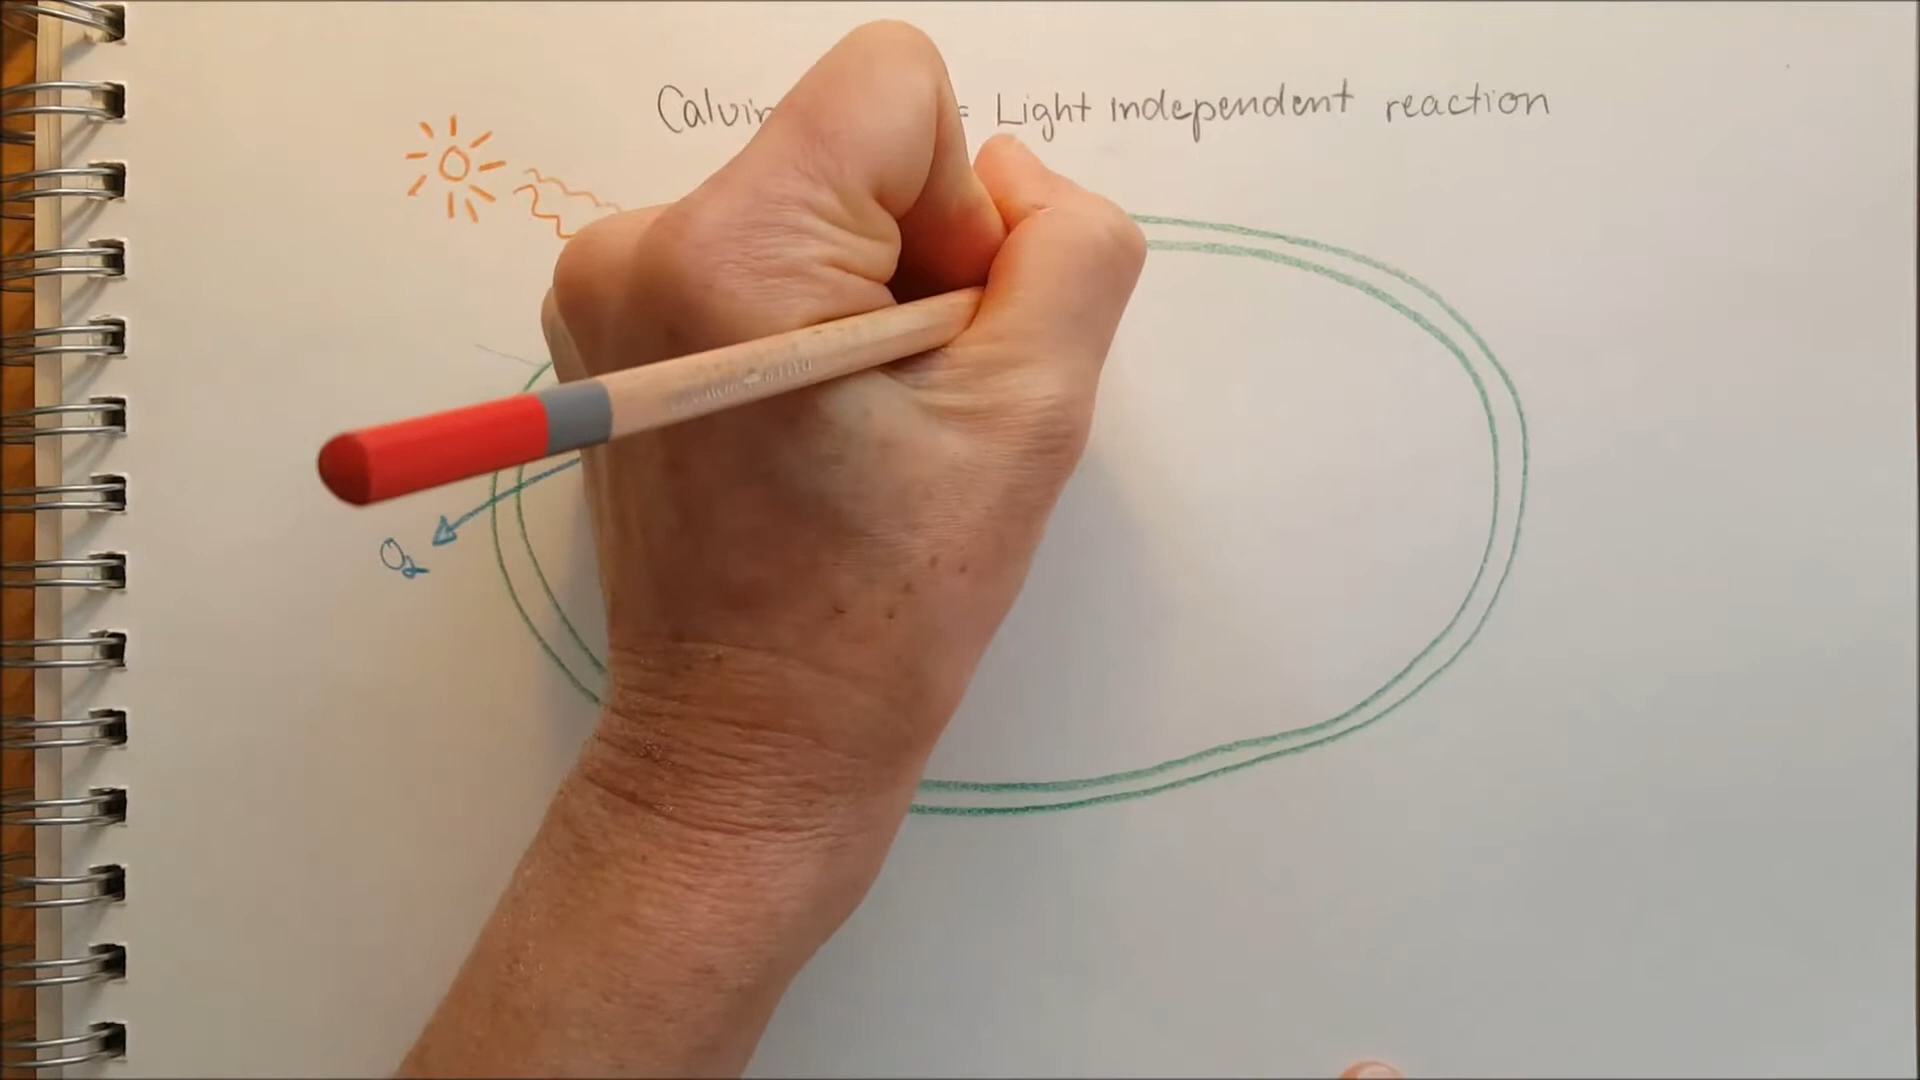 Calvin = Light independent reaction
O₂